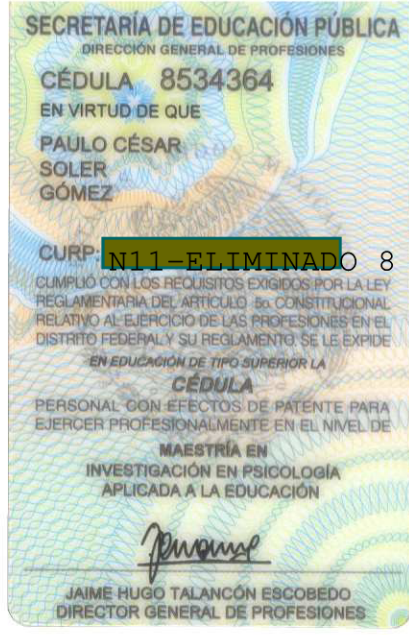 SECRETARÍA DE EDUCACIÓN PÚBLICA
DIRECCIÓN GENERAL DE PROFESIONES
CÉDULA 8534364
EN VIRTUD DE QUE
PAULO CÉSAR
SOLER
GÓMEZ
CURP: N11-ELIMINADO 8
CUMPLIÓ CON LOS REQUISITOS EXIGIDOS POR LA LEY
REGLAMENTARIA DEL ARTÍCULO 5o. CONSTITUCIONAL
RELATIVO AL EJERCICIO DE LAS PROFESIONES EN EL
DISTRITO FEDERAL Y SU REGLAMENTO, SE LE EXPIDE
EN EDUCACIÓN DE TIPO SUPERIOR LA
CÉDULA
PERSONAL CON EFECTOS DE PATENTE PARA
EJERCER PROFESIONALMENTE EN EL NIVEL DE
MAESTRÍA EN
INVESTIGACIÓN EN PSICOLOGÍA
APLICADA A LA EDUCACIÓN
JAIME HUGO TALANCÓN ESCOBEDO
DIRECTOR GENERAL DE PROFESIONES